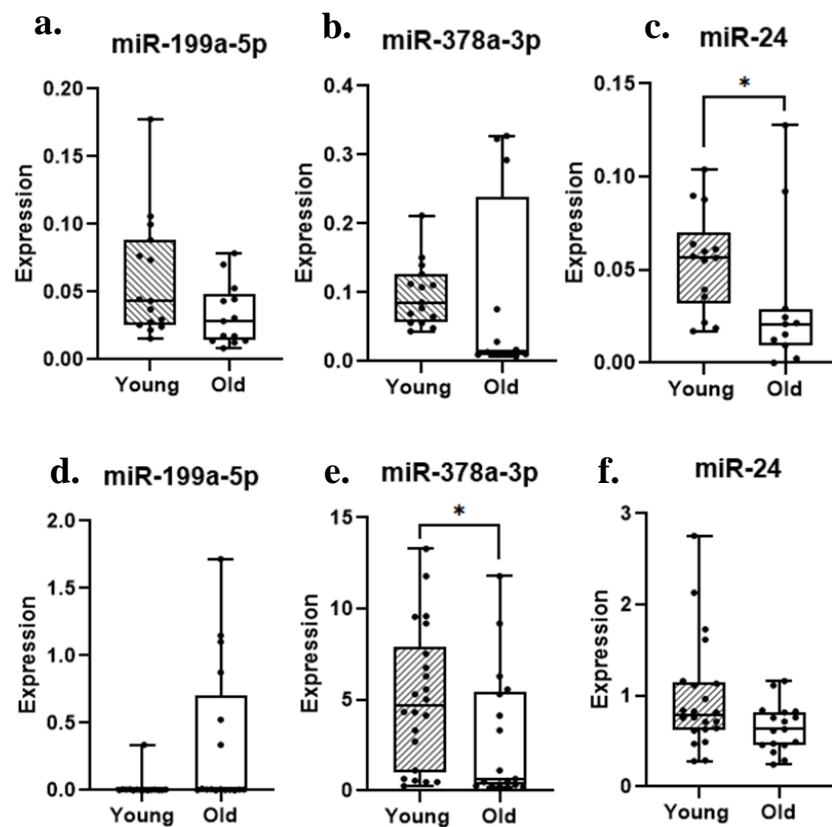 a.
miR-199a-5p
Expression
0.20
0.15
0.10
0.05
0.00
Young Old
b.
miR-378a-3p
Expression
0.4
0.3
0.2
0.1
0.0
Young Old
c.
miR-24
*
Expression
0.15
0.10
0.05
0.00
Young Old
d.
miR-199a-5p
Expression
2.0
1.5
1.0
0.5
0.0
Young Old
e.
miR-378a-3p
*
Expression
15
10
5
0
Young Old
f.
miR-24
Expression
3
2
1
0
Young Old